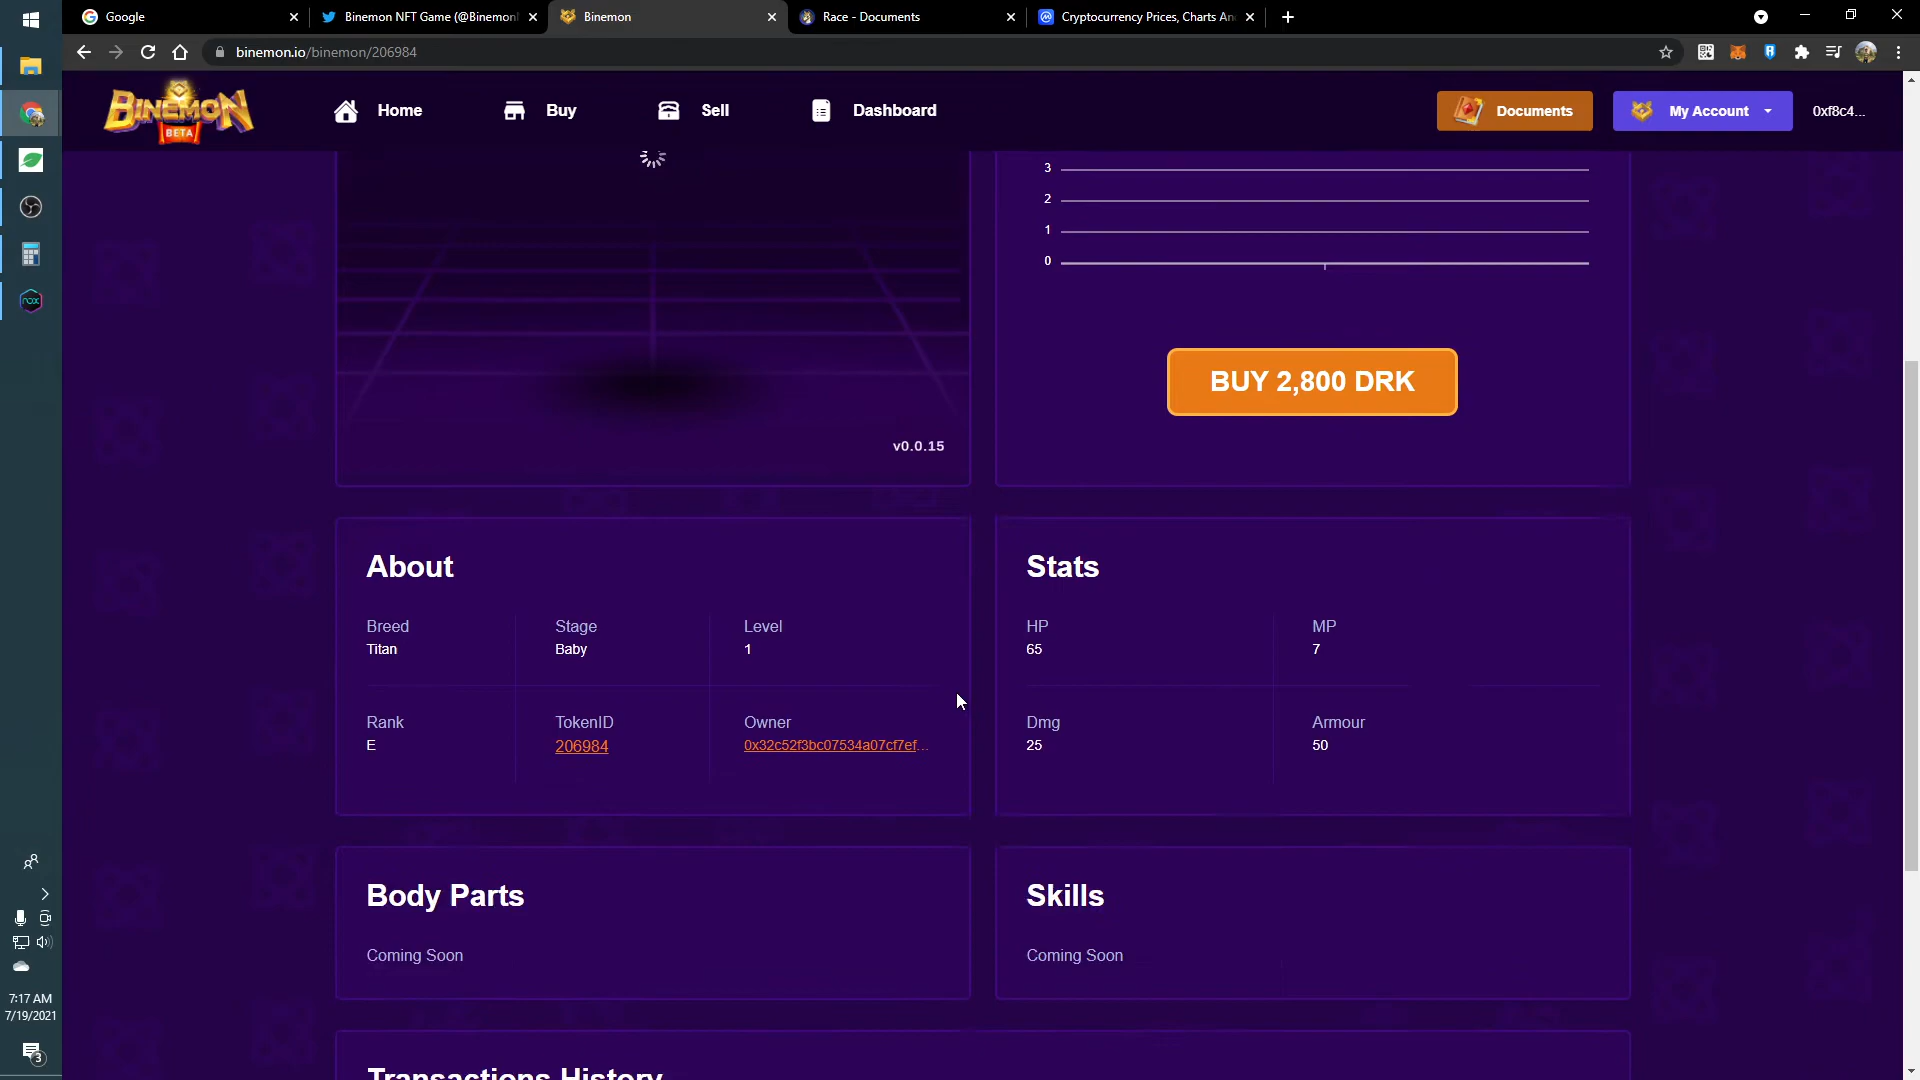 Google
Binemon NFT Game (@Binemon
Binemon
Race - Documents
Cryptocurrency Prices, Charts An
binemon.io/binemon/206984
BINEMON
BETA
Home
Buy
Sell
Dashboard
Documents
My Account
0xf8c4...
3
2
1
0
BUY 2,800 DRK
v0.0.15
About
Breed
Titan
Stage
Baby
Level
1
Rank
E
TokenID
206984
Owner
0x32c52f3bc07534a07cf7ef...
Stats
HP
65
MP
7
Dmg
25
Armour
50
Body Parts
Coming Soon
Skills
Coming Soon
Transactions History
nox
7:17 AM
7/19/2021
3